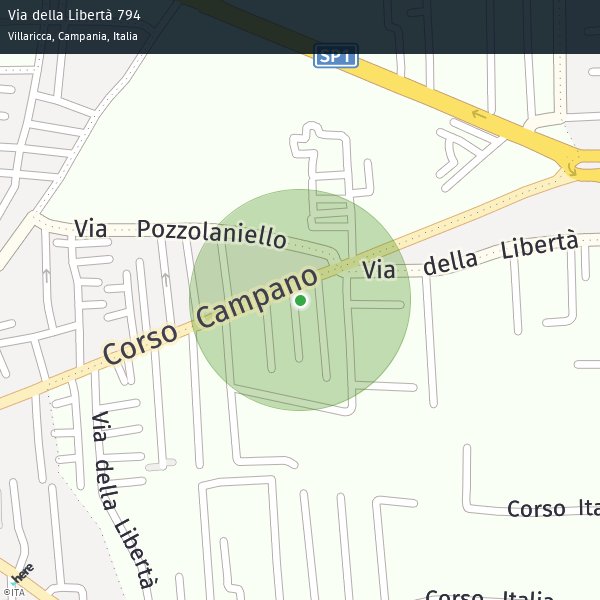 Via della Libertà 794
Villaricca, Campania, Italia
SP1
Via Pozzolaniello
Via della Libertà
Corso Campano
Via della Libertà
Corso Ita
Corso Italia
here
©ITA